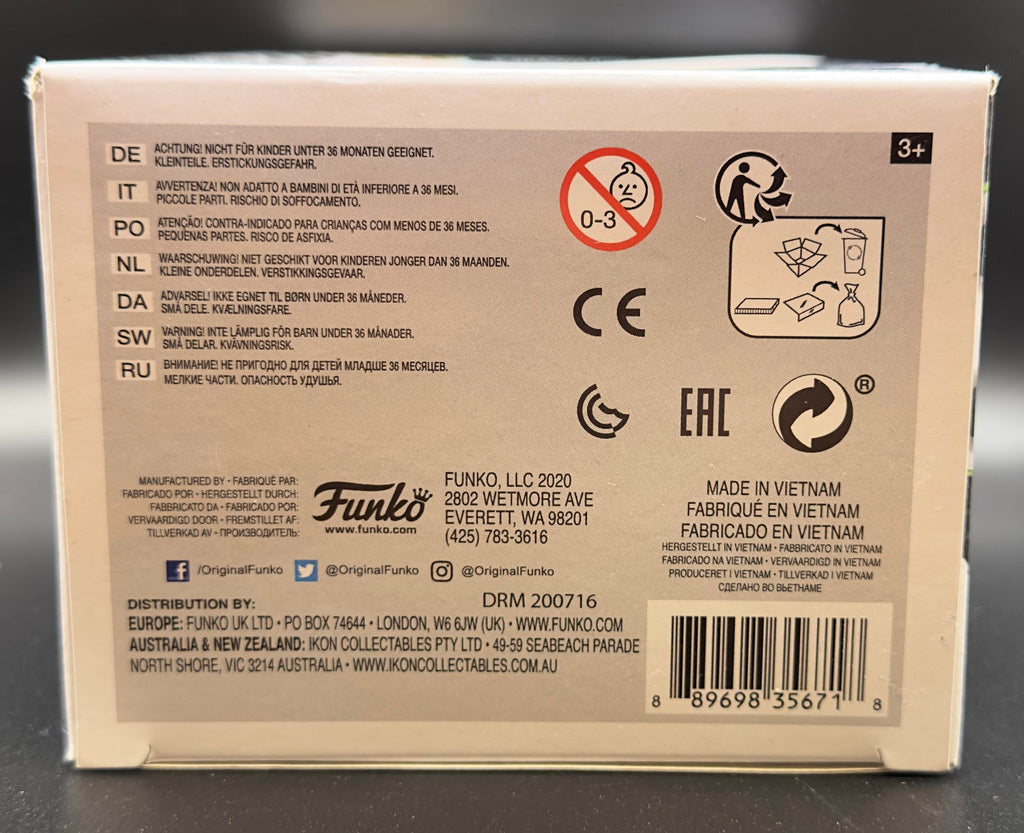 DE ACHTUNG! NICHT FÜR KINDER UNTER 36 MONATEN GEEIGNET.
KLEINTEILE. ERSTICKUNGSGEFAHR.
IT AVVERTENZA! NON ADATTO A BAMBINI DI ETÀ INFERIORE A 36 MESI.
PICCOLE PARTI. RISCHIO DI SOFFOCAMENTO.
PO ATENÇÃO! CONTRA-INDICADO PARA CRIANÇAS COM MENOS DE 36 MESES.
PEQUENAS PARTES. RISCO DE ASFIXIA.
NL WAARSCHUWING! NIET GESCHIKT VOOR KINDEREN JONGER DAN 36 MAANDEN.
KLEINE ONDERDELEN. VERSTIKKINGSGEVAAR.
DA ADVARSEL! IKKE EGNET TIL BØRN UNDER 36 MÅNEDER.
SMÅ DELE. KVÆLNINGSFARE.
SW VARNING! INTE LÄMPLIG FÖR BARN UNDER 36 MÅNADER.
SMÅ DELAR. KVÄVNINGSRISK.
RU ВНИМАНИЕ! НЕ ПРИГОДНО ДЛЯ ДЕТЕЙ МЛАДШЕ 36 МЕСЯЦЕВ.
МЕЛКИЕ ЧАСТИ. ОПАСНОСТЬ УДУШЬЯ.
0-3
3+
CE
EAC
®
MANUFACTURED BY • FABRIQUÉ PAR:
FABRICADO POR • HERGESTELLT DURCH:
FABBRICATO DA • FABRICADO POR:
VERVAARDIGD DOOR • FREMSTILLET AF:
TILLVERKAD AV • ПРОИЗВОДИТЕЛЬ:
Funko
www.funko.com
FUNKO, LLC 2020
2802 WETMORE AVE
EVERETT, WA 98201
(425) 783-3616
MADE IN VIETNAM
FABRIQUÉ EN VIETNAM
FABRICADO EN VIETNAM
HERGESTELLT IN VIETNAM • FABBRICATO IN VIETNAM
FABRICADO NA VIETNAM • VERVAARDIGD IN VIETNAM
PRODUCERET I VIETNAM • TILLVERKAD I VIETNAM
СДЕЛАНО ВО ВЬЕТНАМЕ
f /OriginalFunko @OriginalFunko @OriginalFunko
DRM 200716
DISTRIBUTION BY:
EUROPE: FUNKO UK LTD • PO BOX 74644 • LONDON, W6 6JW (UK) • WWW.FUNKO.COM
AUSTRALIA & NEW ZEALAND: IKON COLLECTABLES PTY LTD • 49-59 SEABEACH PARADE
NORTH SHORE, VIC 3214 AUSTRALIA • WWW.IKONCOLLECTABLES.COM.AU
8 89698 35671 8